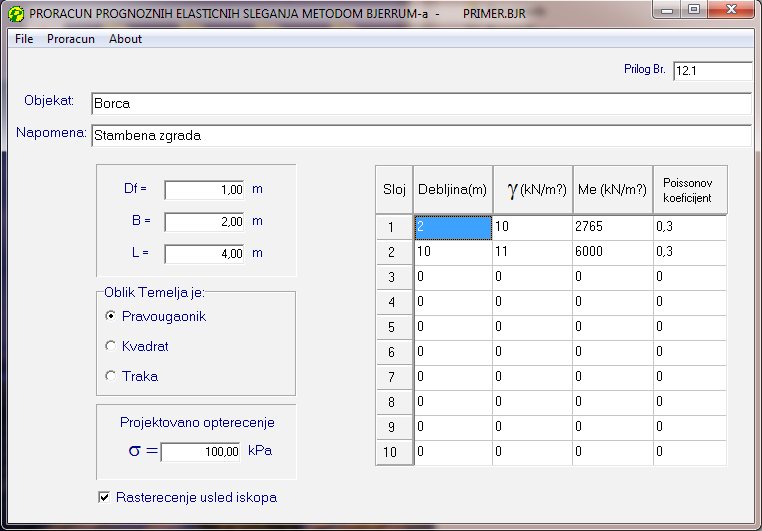 PRORACUN PROGNOZNIH ELASTICNIH SLEGANJA METODOM BJERRUM-a - PRIMER.BJR
File Proracun About
Prilog Br. 12.1
Objekat: Borca
Napomena: Stambena zgrada
Df = 1,00 m
B = 2,00 m
L = 4,00 m
Oblik Temelja je:
Pravougaonik
Kvadrat
Traka
Projektovano opterecenje
σ = 100,00 kPa
Rasterecenje usled iskopa
Sloj Debljina(m) γ (kN/m?) Me (kN/m?) Poissonov koeficijent
1 2 10 2765 0,3
2 10 11 6000 0,3
3 0 0 0 0
4 0 0 0 0
5 0 0 0 0
6 0 0 0 0
7 0 0 0 0
8 0 0 0 0
9 0 0 0 0
10 0 0 0 0